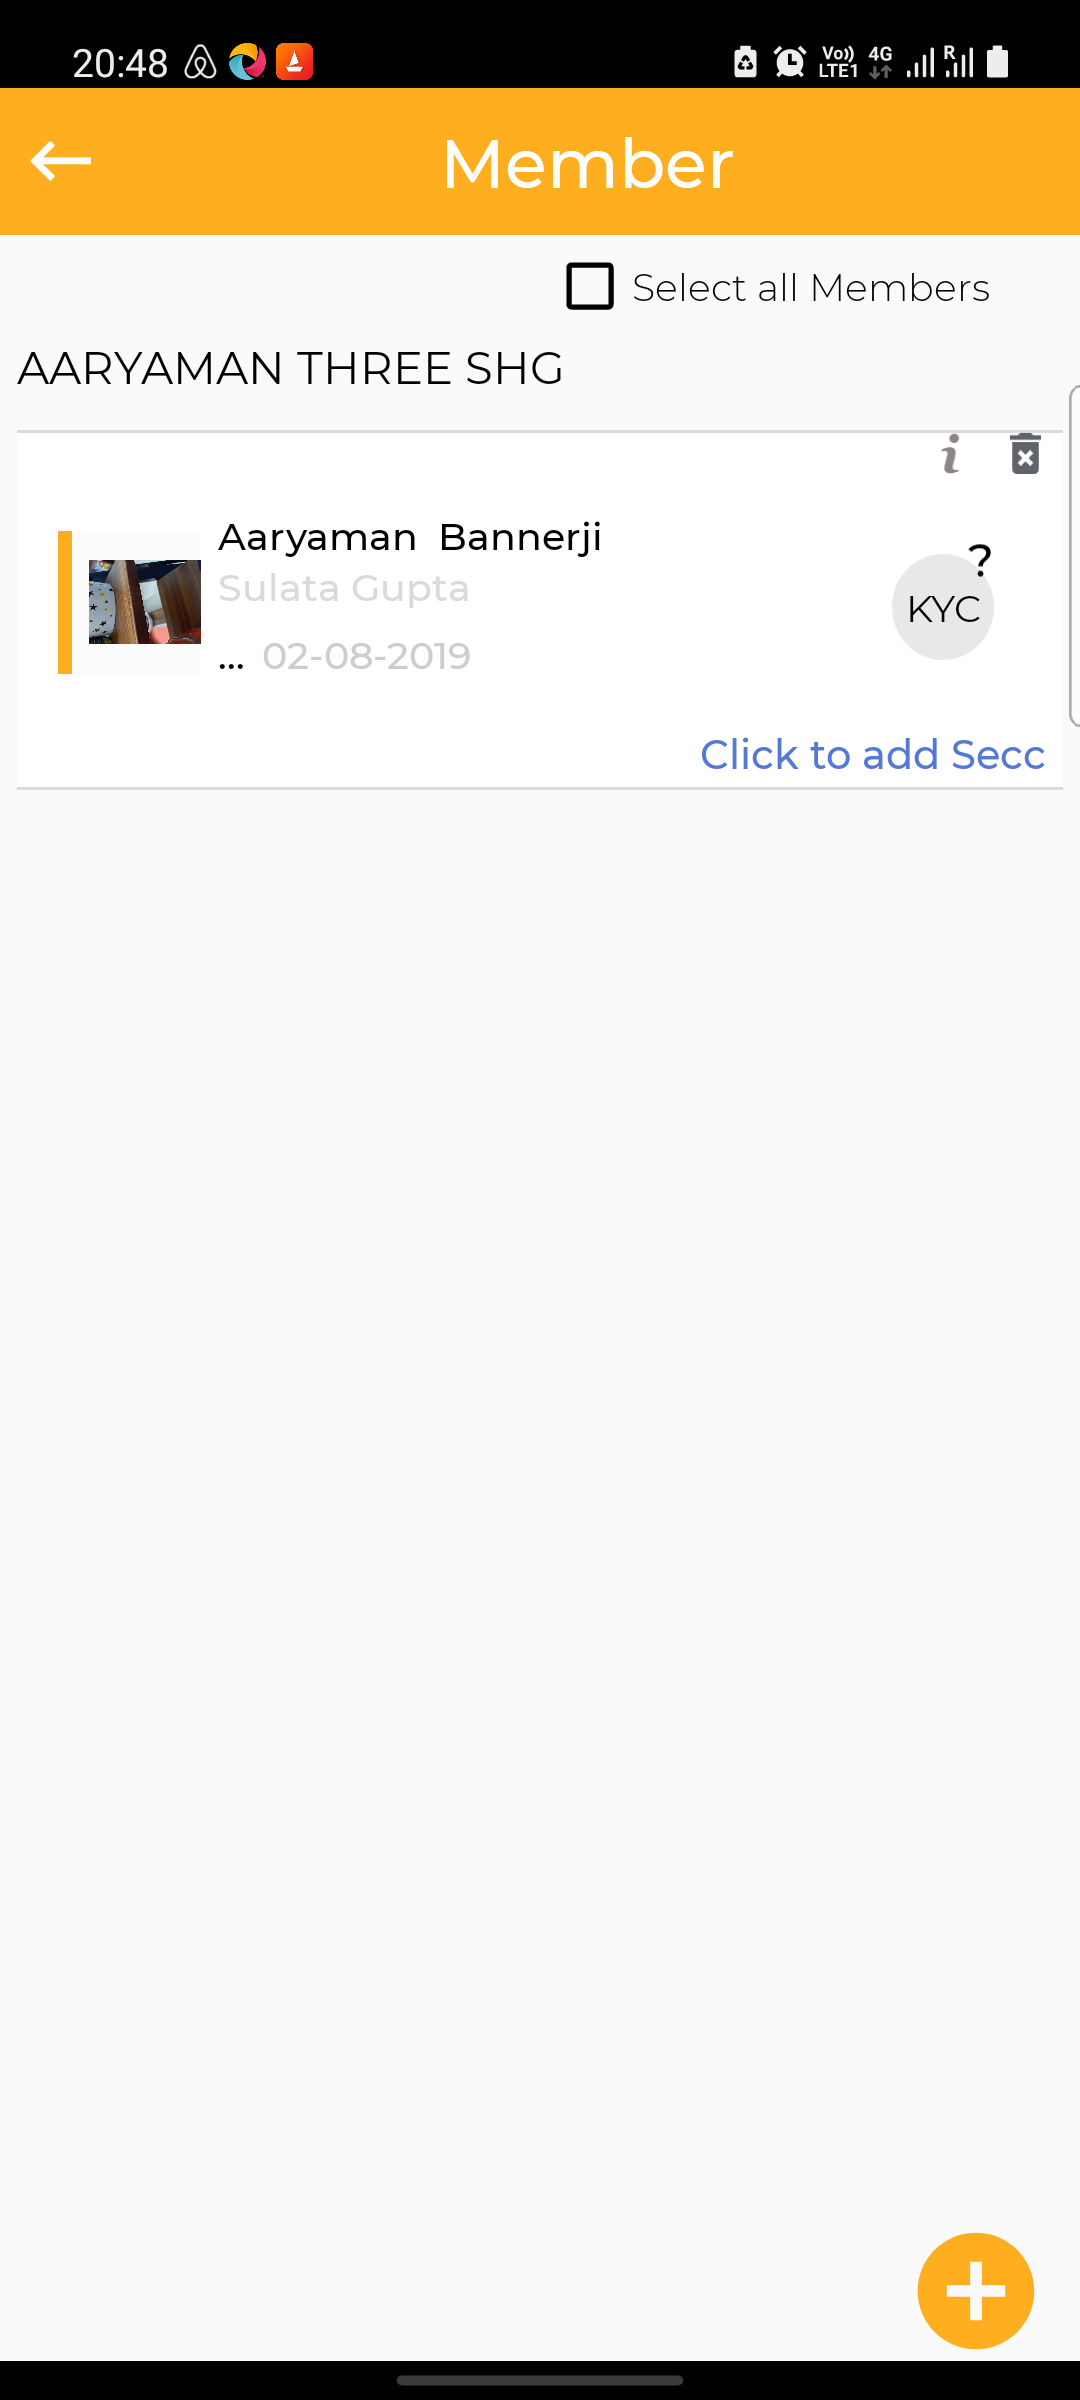 20:48 Vo)) LTE1 4G R
Member
Select all Members
AARYAMAN THREE SHG
i
Aaryaman Bannerji
Sulata Gupta
?
KYC
... 02-08-2019
Click to add Secc